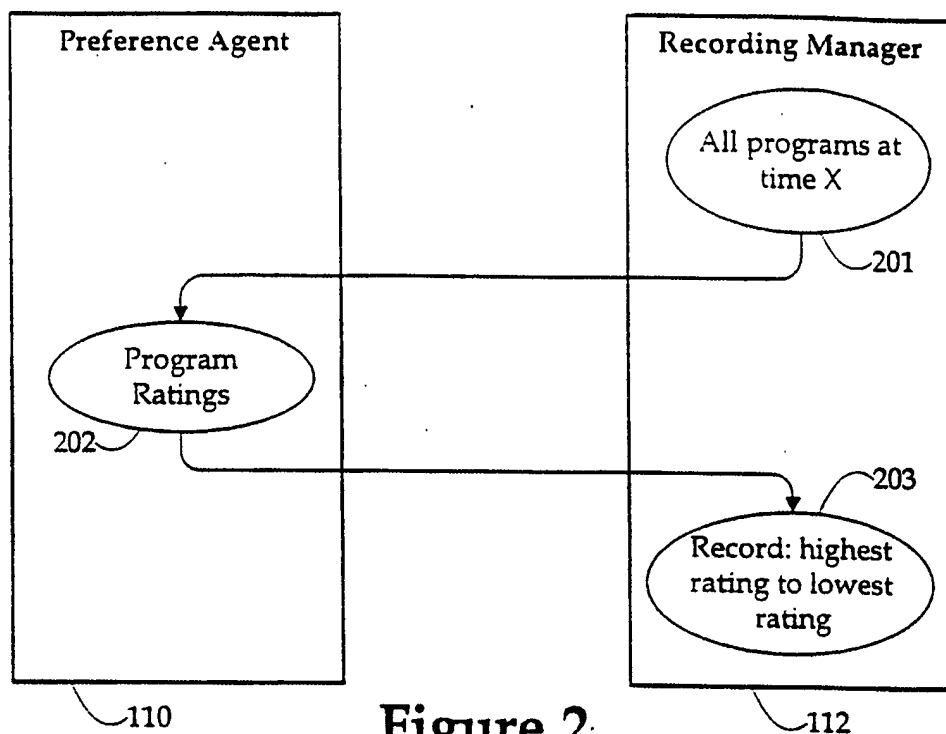 Preference Agent
Recording Manager
All programs at
time X
201
Program
Ratings
202
203
Record: highest
rating to lowest
rating
110
112
Figure 2